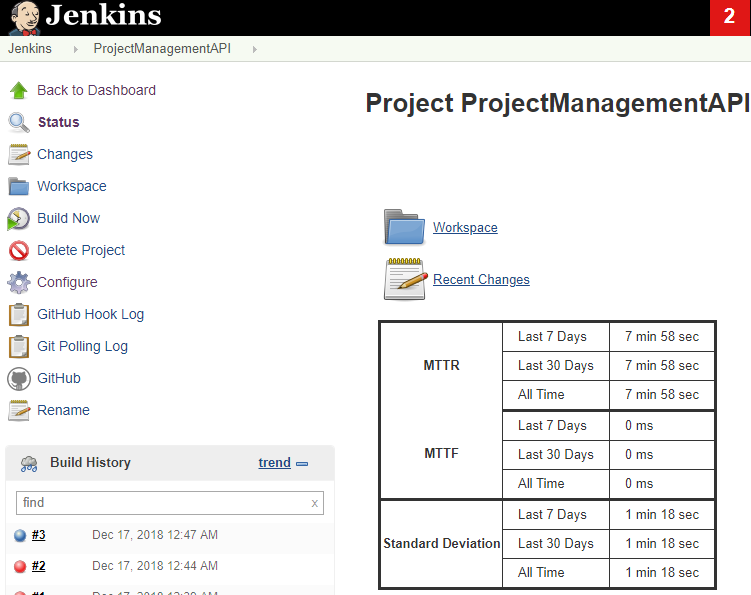 Jenkins
2
Jenkins
ProjectManagementAPI
Back to Dashboard
Status
Changes
Workspace
Build Now
Delete Project
Configure
GitHub Hook Log
Git Polling Log
GitHub
Rename
Build History
trend
find
x
#3 Dec 17, 2018 12:47 AM
#2 Dec 17, 2018 12:44 AM
Project ProjectManagementAPI
Workspace
Recent Changes
MTTR
Last 7 Days 7 min 58 sec
Last 30 Days 7 min 58 sec
All Time 7 min 58 sec
MTTF
Last 7 Days 0 ms
Last 30 Days 0 ms
All Time 0 ms
Standard Deviation
Last 7 Days 1 min 18 sec
Last 30 Days 1 min 18 sec
All Time 1 min 18 sec